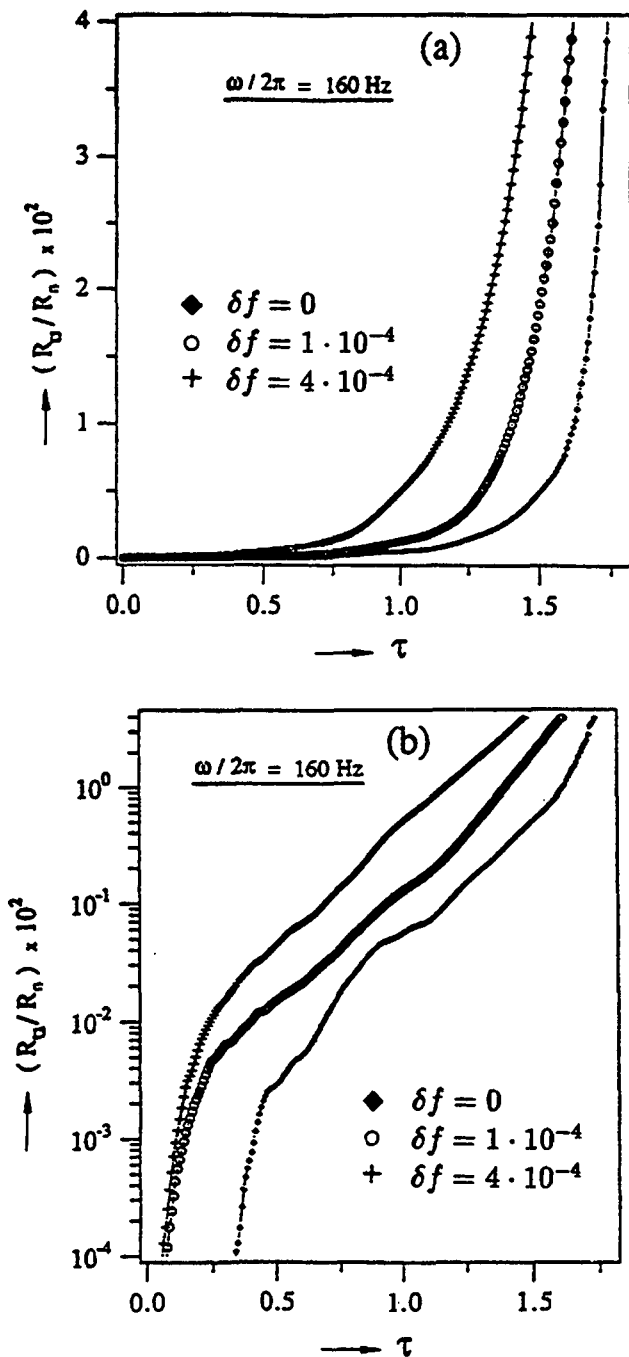 (a)
ω/2π = 160 Hz
4
3
2
1
0
(R□/Rn) x 10²
◆ δf = 0
○ δf = 1 · 10⁻⁴
+ δf = 4 · 10⁻⁴
0.0 0.5 1.0 1.5
→ τ
(b)
ω/2π = 160 Hz
10⁰
10⁻¹
10⁻²
10⁻³
10⁻⁴
→ (R□/Rn) x 10²
◆ δf = 0
○ δf = 1 · 10⁻⁴
+ δf = 4 · 10⁻⁴
0.0 0.5 1.0 1.5
→ τ